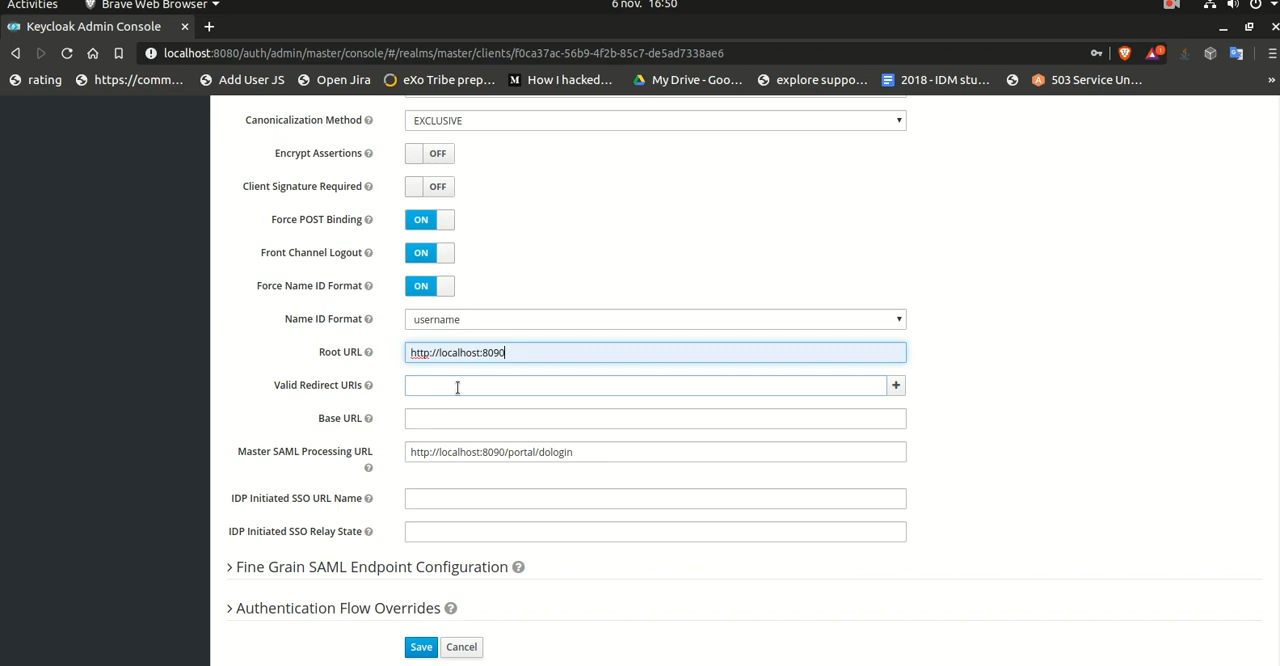 Activities Brave Web Browser 6 nov. 16:50
Keycloak Admin Console
localhost:8080/auth/admin/master/console/#/realms/master/clients/f0ca37ac-56b9-4f2b-85c7-de5ad7338ae6
rating https://comm... Add User JS Open Jira eXo Tribe prep... M How I hacked... My Drive - Goo... explore suppo... 2018 - IDM stu... 503 Service Un... »
Canonicalization Method EXCLUSIVE
Encrypt Assertions OFF
Client Signature Required OFF
Force POST Binding ON
Front Channel Logout ON
Force Name ID Format ON
Name ID Format username
Root URL http://localhost:8090
Valid Redirect URIs
Base URL
Master SAML Processing URL http://localhost:8090/portal/dologin
IDP Initiated SSO URL Name
IDP Initiated SSO Relay State
Fine Grain SAML Endpoint Configuration
Authentication Flow Overrides
Save Cancel